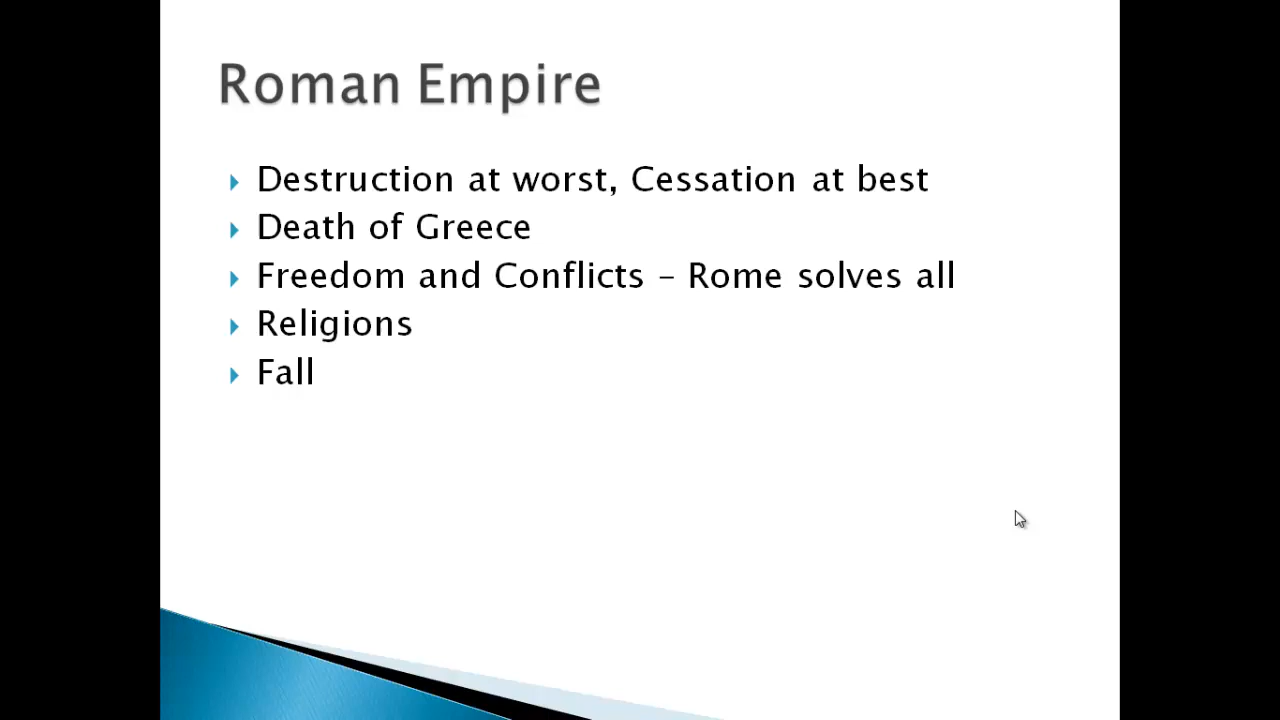 Roman Empire
Destruction at worst, Cessation at best
Death of Greece
Freedom and Conflicts – Rome solves all
Religions
Fall